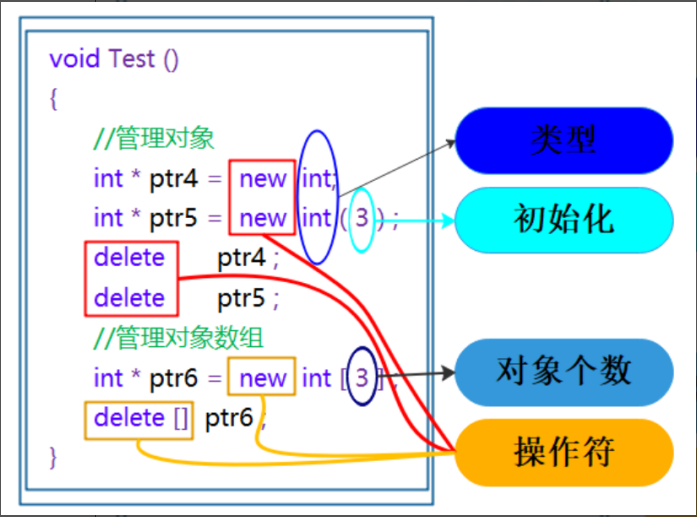 void Test ()
{
//管理对象
int * ptr4 = new int;
int * ptr5 = new int ( 3 ) ;
delete ptr4 ;
delete ptr5 ;
//管理对象数组
int * ptr6 = new int [ 3 ] ;
delete [] ptr6 ;
}
类型
初始化
对象个数
操作符